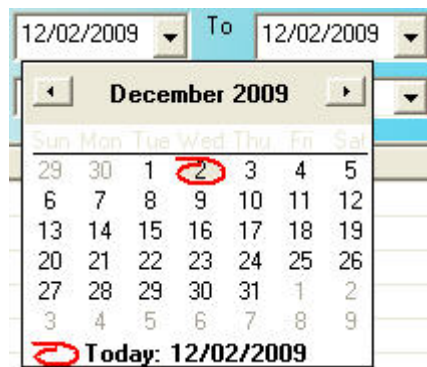 12/02/2009 To 12/02/2009
December 2009
Sun Mon Tue Wed Thu Fri Sat
29 30 1 2 3 4 5
6 7 8 9 10 11 12
13 14 15 16 17 18 19
20 21 22 23 24 25 26
27 28 29 30 31 1 2
3 4 5 6 7 8 9
Today: 12/02/2009